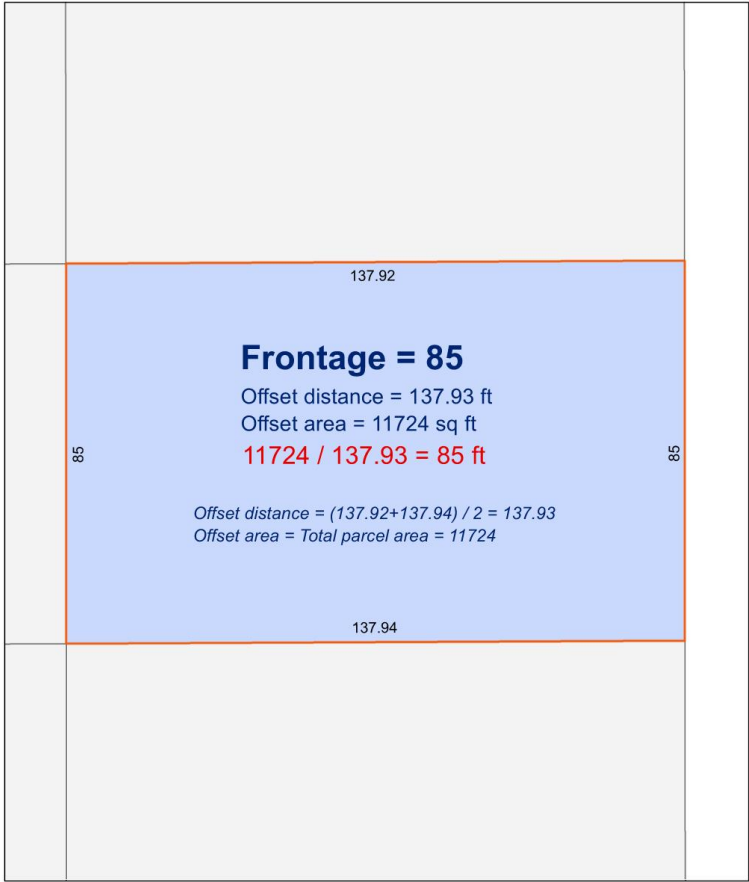 137.92
Frontage = 85
Offset distance = 137.93 ft
Offset area = 11724 sq ft
11724 / 137.93 = 85 ft
85
85
Offset distance = (137.92+137.94) / 2 = 137.93
Offset area = Total parcel area = 11724
137.94